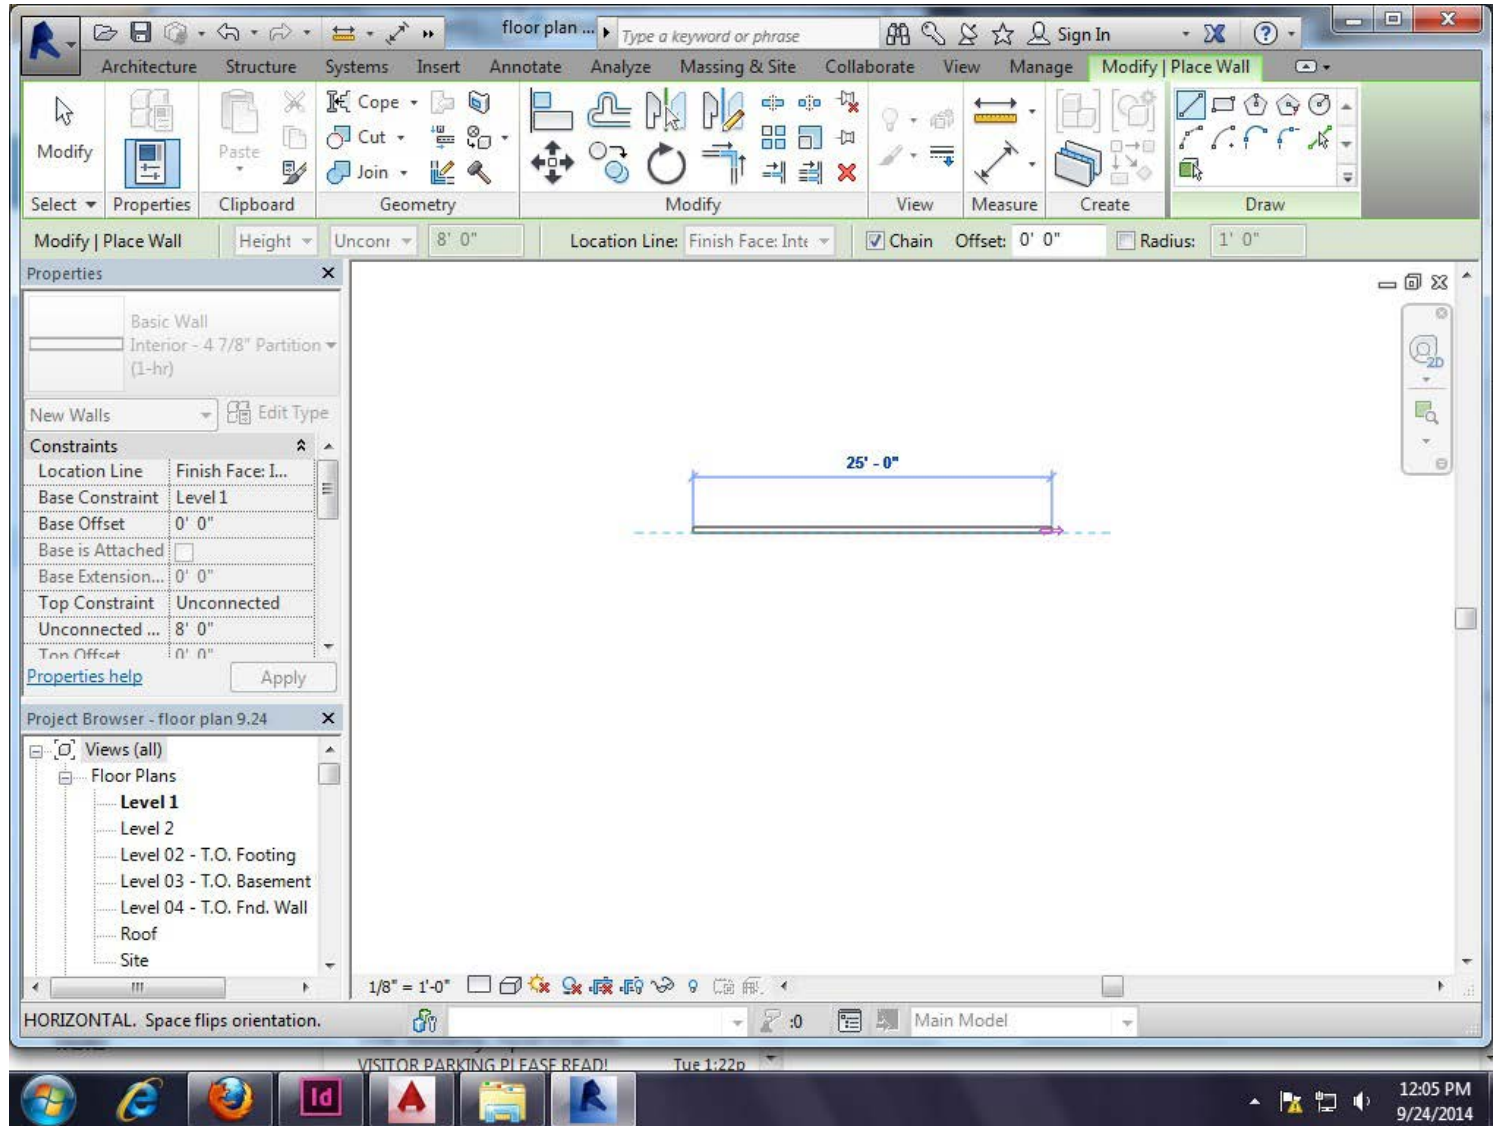 floor plan ...
Type a keyword or phrase
Sign In
Architecture Structure Systems Insert Annotate Analyze Massing & Site Collaborate View Manage Modify | Place Wall
Modify
Paste
Cope
Cut
Join
Select Properties Clipboard Geometry Modify View Measure Create Draw
Modify | Place Wall Height Unconr 8' 0" Location Line: Finish Face: Inte Chain Offset: 0' 0" Radius: 1' 0"
Properties
Basic Wall
Interior - 4 7/8" Partition
(1-hr)
New Walls Edit Type
Constraints
Location Line Finish Face: I...
Base Constraint Level 1
Base Offset 0' 0"
Base is Attached
Base Extension... 0' 0"
Top Constraint Unconnected
Unconnected ... 8' 0"
Top Offset 0' 0"
Properties help Apply
2D
25' - 0"
Project Browser - floor plan 9.24
Views (all)
Floor Plans
Level 1
Level 2
Level 02 - T.O. Footing
Level 03 - T.O. Basement
Level 04 - T.O. Fnd. Wall
Roof
Site
1/8" = 1'-0"
HORIZONTAL. Space flips orientation.
:0
Main Model
VISITOR PARKING PLEASE READ! Tue 1:22p
Id
12:05 PM
9/24/2014